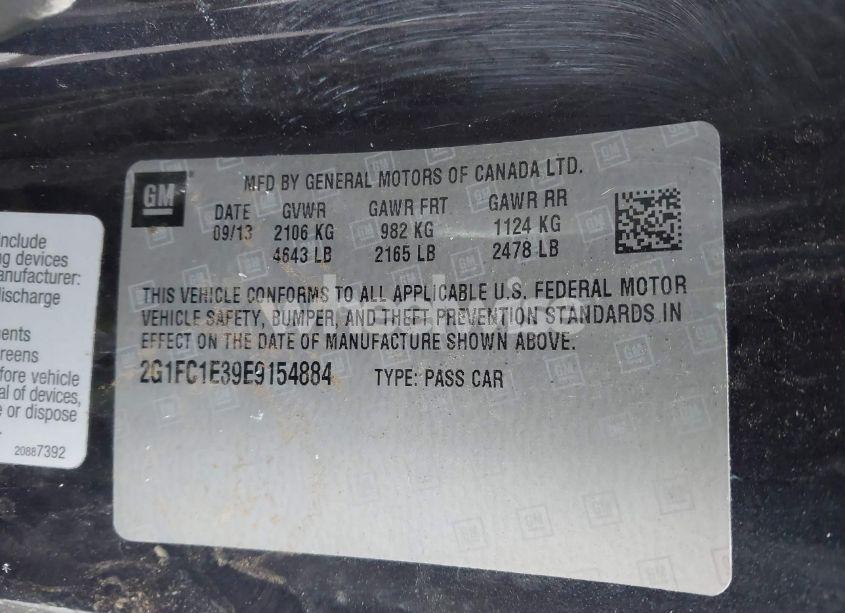 GM
MFD BY GENERAL MOTORS OF CANADA LTD.
DATE GVWR GAWR FRT GAWR RR
09/13 2106 KG 982 KG 1124 KG
4643 LB 2165 LB 2478 LB
THIS VEHICLE CONFORMS TO ALL APPLICABLE U.S. FEDERAL MOTOR
VEHICLE SAFETY, BUMPER, AND THEFT PREVENTION STANDARDS IN
EFFECT ON THE DATE OF MANUFACTURE SHOWN ABOVE.
2G1FC1E39E9154884 TYPE: PASS CAR
include
devices
manufacturer:
discharge
screens
fore vehicle
al of devices,
e or dispose
20887392